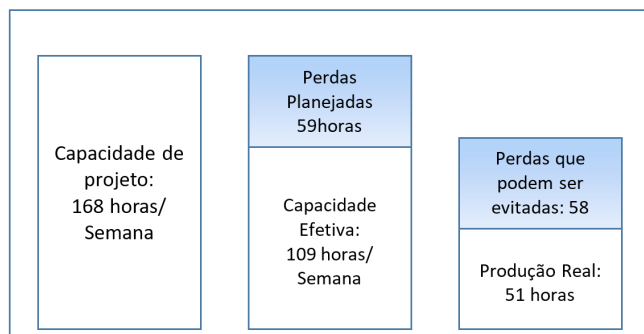 Capacidade de
projeto:
168 horas/
Semana
Perdas
Planejadas
59horas
Capacidade
Efetiva:
109 horas/
Semana
Perdas que
podem ser
evitadas: 58
Produção Real:
51 horas